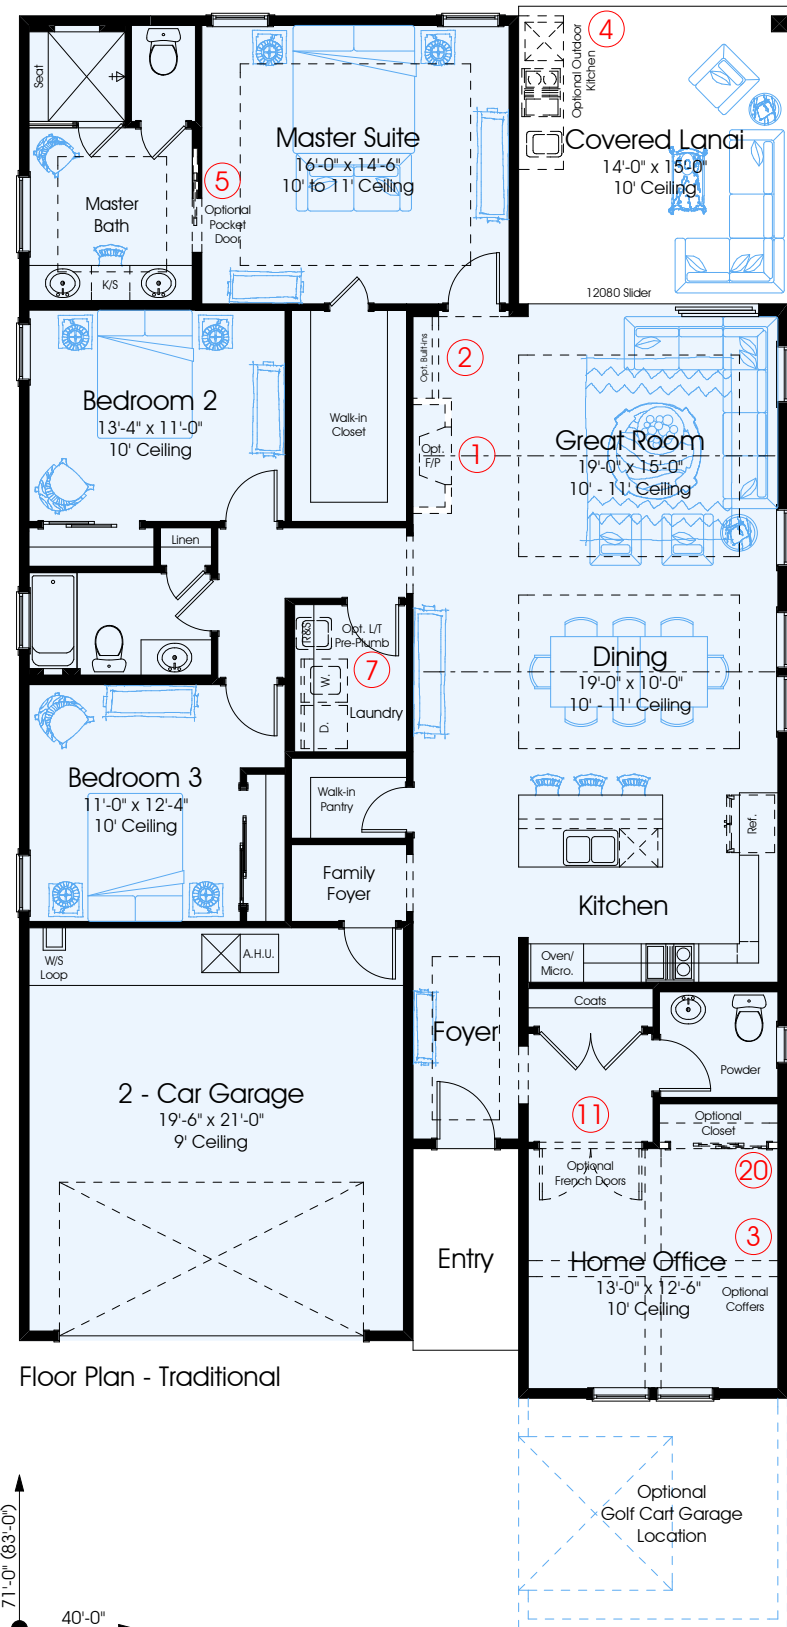 4
Optional Outdoor
Kitchen
Seat
Master Suite
16'-0" x 14'-6"
10' to 11' Ceiling
Covered Lanai
14'-0" x 15'-0"
10' Ceiling
5
Optional
Pocket
Door
Master
Bath
K/S
12080 Slider
Opt. Built-ins
2
Bedroom 2
13'-4" x 11'-0"
10' Ceiling
Walk-in
Closet
Opt.
F/P
1
Great Room
19'-0" x 15'-0"
10' - 11' Ceiling
Linen
R&S
Opt. L/T
Pre-Plumb
7
W.
D.
Laundry
Dining
19'-0" x 10'-0"
10' - 11' Ceiling
Bedroom 3
11'-0" x 12'-4"
10' Ceiling
Walk-in
Pantry
Ref.
Family
Foyer
Kitchen
W/S
Loop
A.H.U.
Oven/
Micro.
Coats
Foyer
Powder
2 - Car Garage
19'-6" x 21'-0"
9' Ceiling
11
Optional
Closet
Optional
French Doors
20
3
Entry
Home Office
13'-0" x 12'-6"
10' Ceiling
Optional
Coffers
Floor Plan - Traditional
Optional
Golf Cart Garage
Location
71'-0" (83'-0")
40'-0"